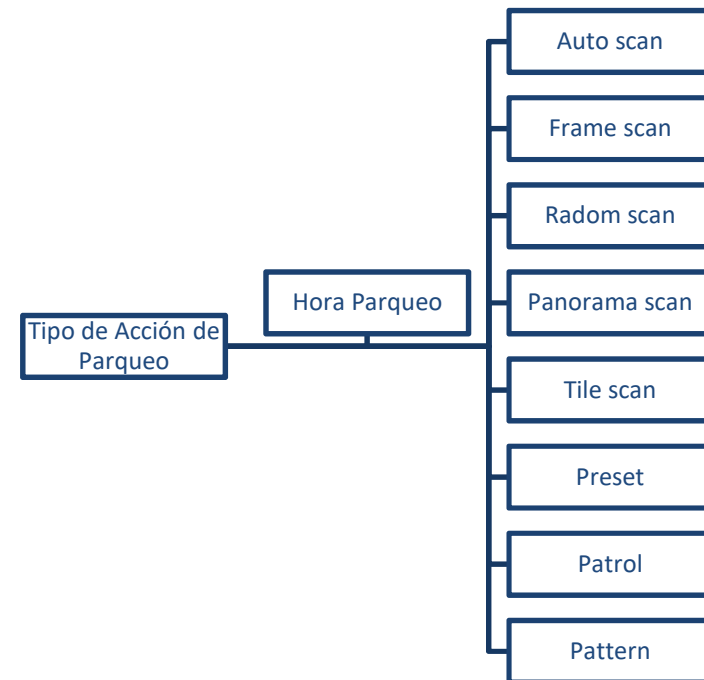 Auto scan
Frame scan
Radom scan
Hora Parqueo
Panorama scan
Tipo de Acción de
Parqueo
Tile scan
Preset
Patrol
Pattern